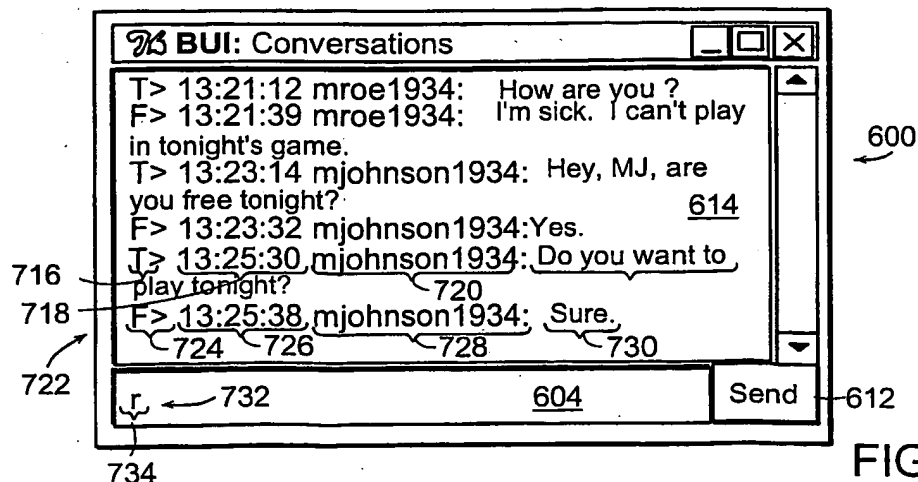 BUI: Conversations
T> 13:21:12 mroe1934: How are you ?
F> 13:21:39 mroe1934: I'm sick. I can't play
in tonight's game.
600
T> 13:23:14 mjohnson1934: Hey, MJ, are
you free tonight?
614
F> 13:23:32 mjohnson1934:Yes.
T> 13:25:30 mjohnson1934: Do you want to
716
play tonight?
718
720
F> 13:25:38 mjohnson1934: Sure.
724 726 728 730
722
r
732
604
Send
612
734
FIG